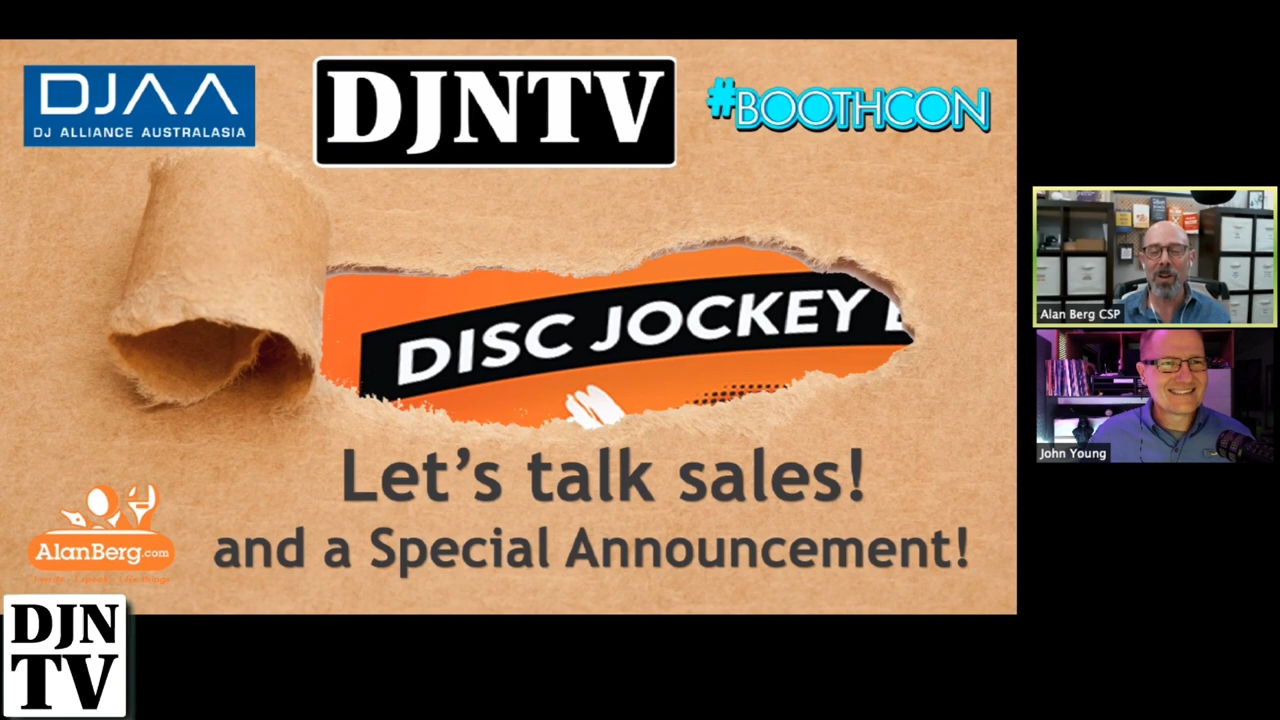 DJAA
DJ ALLIANCE AUSTRALASIA
DJNTV
#BOOTHCON
DISC JOCKEY
Let's talk sales!
and a Special Announcement!
AlanBerg.com
DJN
TV
Alan Berg CSP
John Young